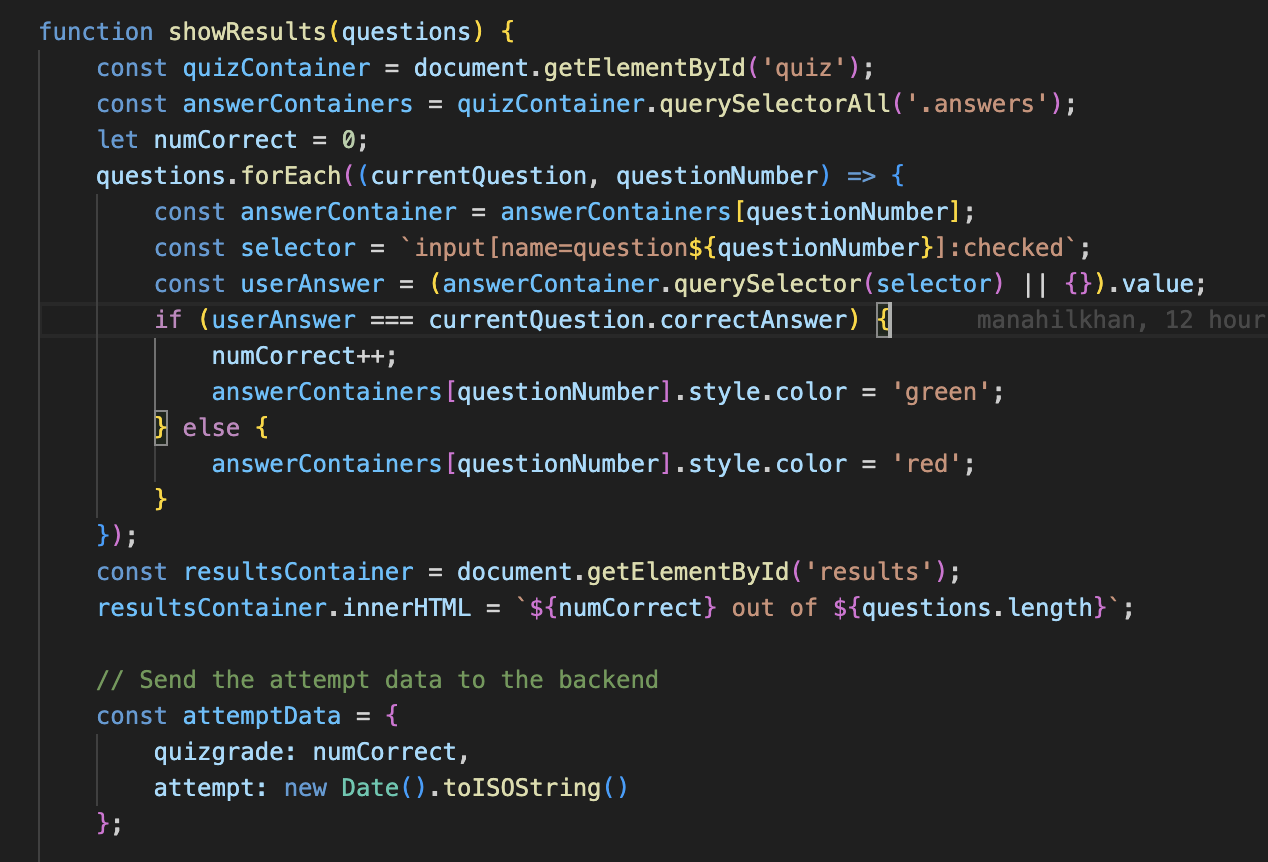 function showResults(questions) {
    const quizContainer = document.getElementById('quiz');
    const answerContainers = quizContainer.querySelectorAll('.answers');
    let numCorrect = 0;
    questions.forEach((currentQuestion, questionNumber) => {
        const answerContainer = answerContainers[questionNumber];
        const selector = `input[name=question${questionNumber}]:checked`;
        const userAnswer = (answerContainer.querySelector(selector) || {}).value;
        if (userAnswer === currentQuestion.correctAnswer) { manahilkhan, 12 hour
            numCorrect++;
            answerContainers[questionNumber].style.color = 'green';
        } else {
            answerContainers[questionNumber].style.color = 'red';
        }
    });
    const resultsContainer = document.getElementById('results');
    resultsContainer.innerHTML = `${numCorrect} out of ${questions.length}`;
    // Send the attempt data to the backend
    const attemptData = {
        quizgrade: numCorrect,
        attempt: new Date().toISOString()
    };